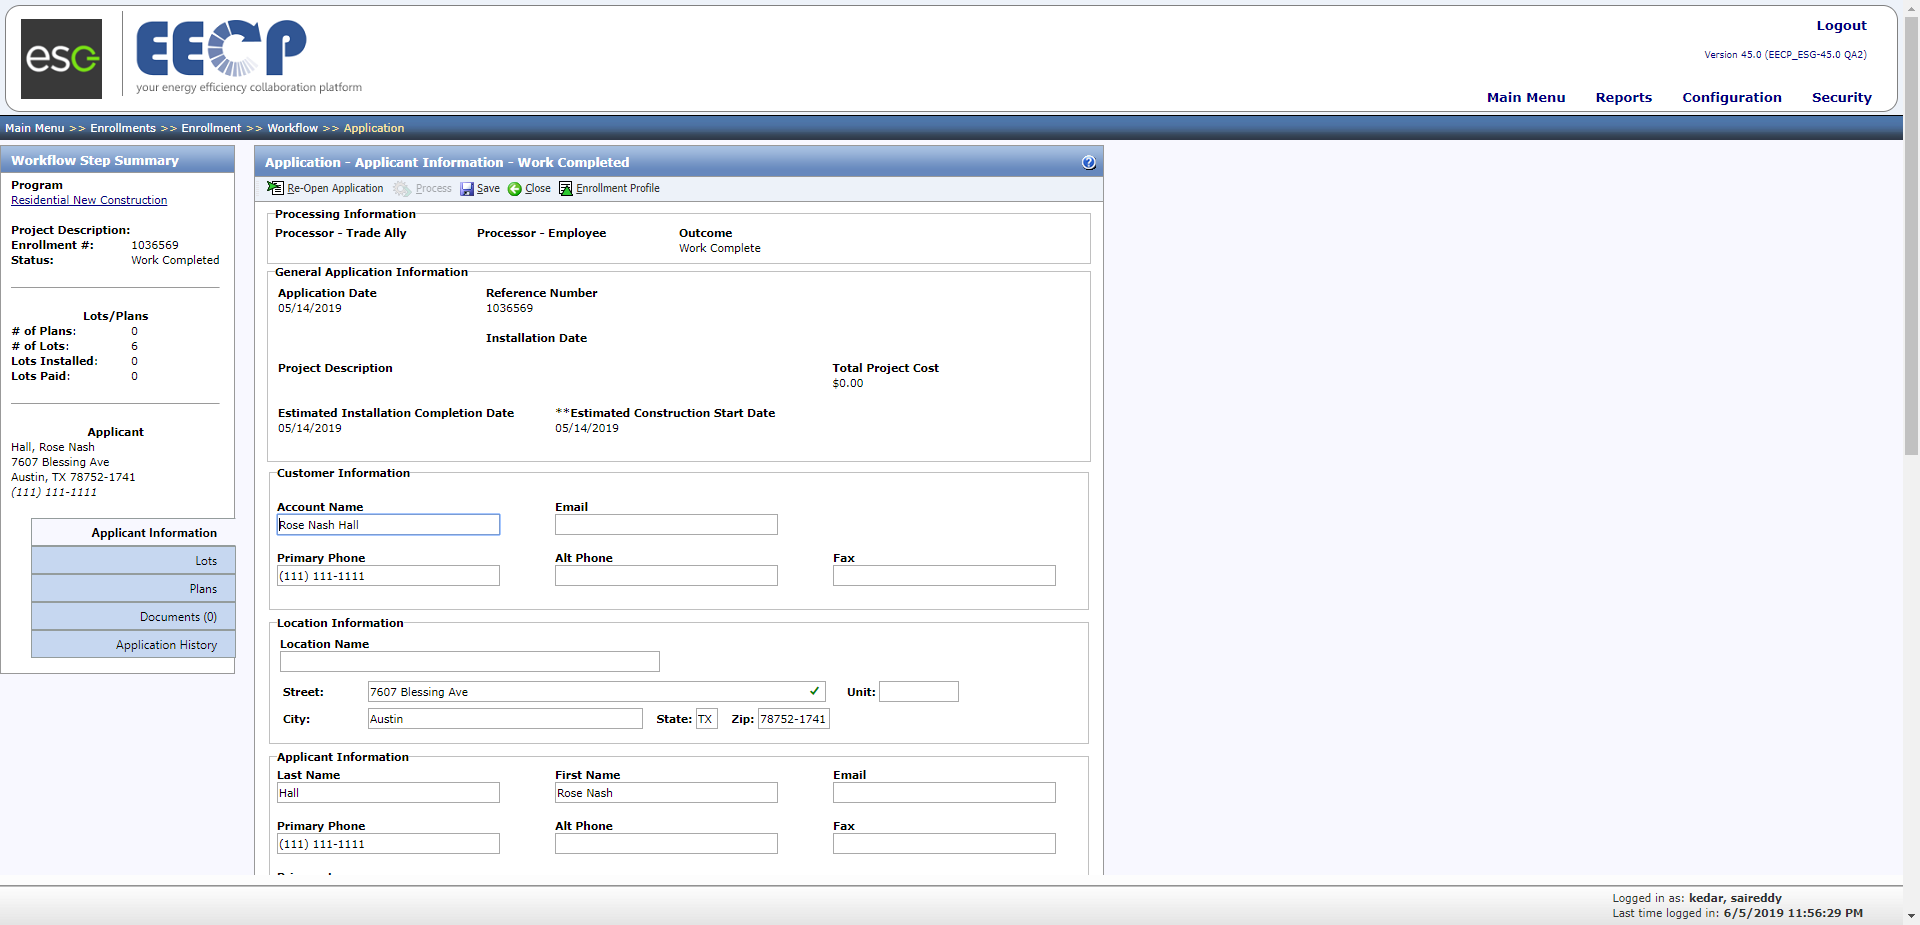 esg
EECP
your energy efficiency collaboration platform
Logout
Version 45.0 (EECP_ESG-45.0 QA2)
Main Menu Reports Configuration Security
Main Menu >> Enrollments >> Enrollment >> Workflow >> Application
Workflow Step Summary
Program
Residential New Construction
Project Description:
Enrollment #: 1036569
Status: Work Completed
Lots/Plans
# of Plans: 0
# of Lots: 6
Lots Installed: 0
Lots Paid: 0
Applicant
Hall, Rose Nash
7607 Blessing Ave
Austin, TX 78752-1741
(111) 111-1111
Applicant Information
Lots
Plans
Documents (0)
Application History
Application - Applicant Information - Work Completed
Re-Open Application Process Save Close Enrollment Profile
Processing Information
Processor - Trade Ally Processor - Employee Outcome
Work Complete
General Application Information
Application Date Reference Number
05/14/2019 1036569
Installation Date
Project Description Total Project Cost
$0.00
Estimated Installation Completion Date **Estimated Construction Start Date
05/14/2019 05/14/2019
Customer Information
Account Name Email
Rose Nash Hall
Primary Phone Alt Phone Fax
(111) 111-1111
Location Information
Location Name
Street: 7607 Blessing Ave Unit:
City: Austin State: TX Zip: 78752-1741
Applicant Information
Last Name First Name Email
Hall Rose Nash
Primary Phone Alt Phone Fax
(111) 111-1111
Logged in as: kedar, saireddy
Last time logged in: 6/5/2019 11:56:29 PM